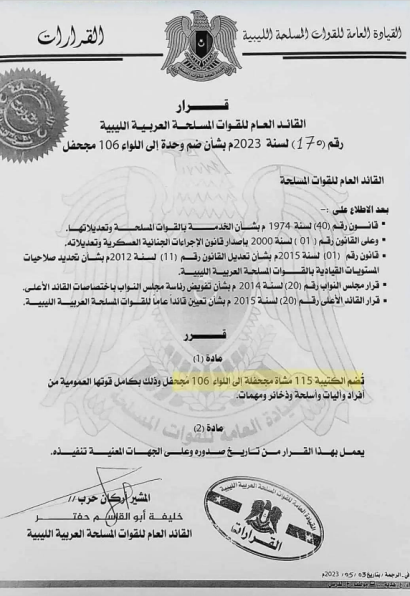 القيادة العامة للقوات المسلحة الليبية
القرارات
قرار
القائد العام للقوات المسلحة العربية الليبية
رقم (170) لسنة 2023م بشأن ضم وحدة إلى اللواء 106 مجحفل
القائد العام للقوات المسلحة
بعد الاطلاع على :-
• قانون رقم (40) لسنة 1974 م بشأن الخدمة بالقوات المسلحة وتعديلاتها.
• وعلى القانون رقم ( 01 ) لسنة 2000 بإصدار قانون الإجراءات الجنائية العسكرية وتعديلاته.
• قانون رقم (01) لسنة 2015م بشأن تعديل القانون رقم (11) لسنة 2012م بشأن تحديد صلاحيات
المستويات القيادية بالقوات المسلحة العربية الليبية.
• قرار مجلس النواب رقم (20) لسنة 2014 م بشأن تفويض رئاسة مجلس النواب باختصاصات القائد الأعلى.
• قرار القائد الأعلى رقم (20) لسنة 2015 م بشأن تعيين قائداً عاماً للقوات المسلحة العربية الليبية.
قرر
مادة (1)
تُضم الكتيبة 115 مشاة مجحفلة إلى اللواء 106 مجحفل وذلك بكامل قوتها العمومية من
أفراد وآليات وأسلحة وذخائر ومهمات.
مادة (2)
يعمل بهذا القرار من تاريخ صدوره وعلى الجهات المعنية تنفيذه.
المشير أركان حرب //
خليفة أبو القاسم حفتر
القائد العام للقوات المسلحة العربية الليبية
القيادة العامة للقوات المسلحة العربية الليبية
القرارات
في الرجمة / 03 / 05 / 2023م